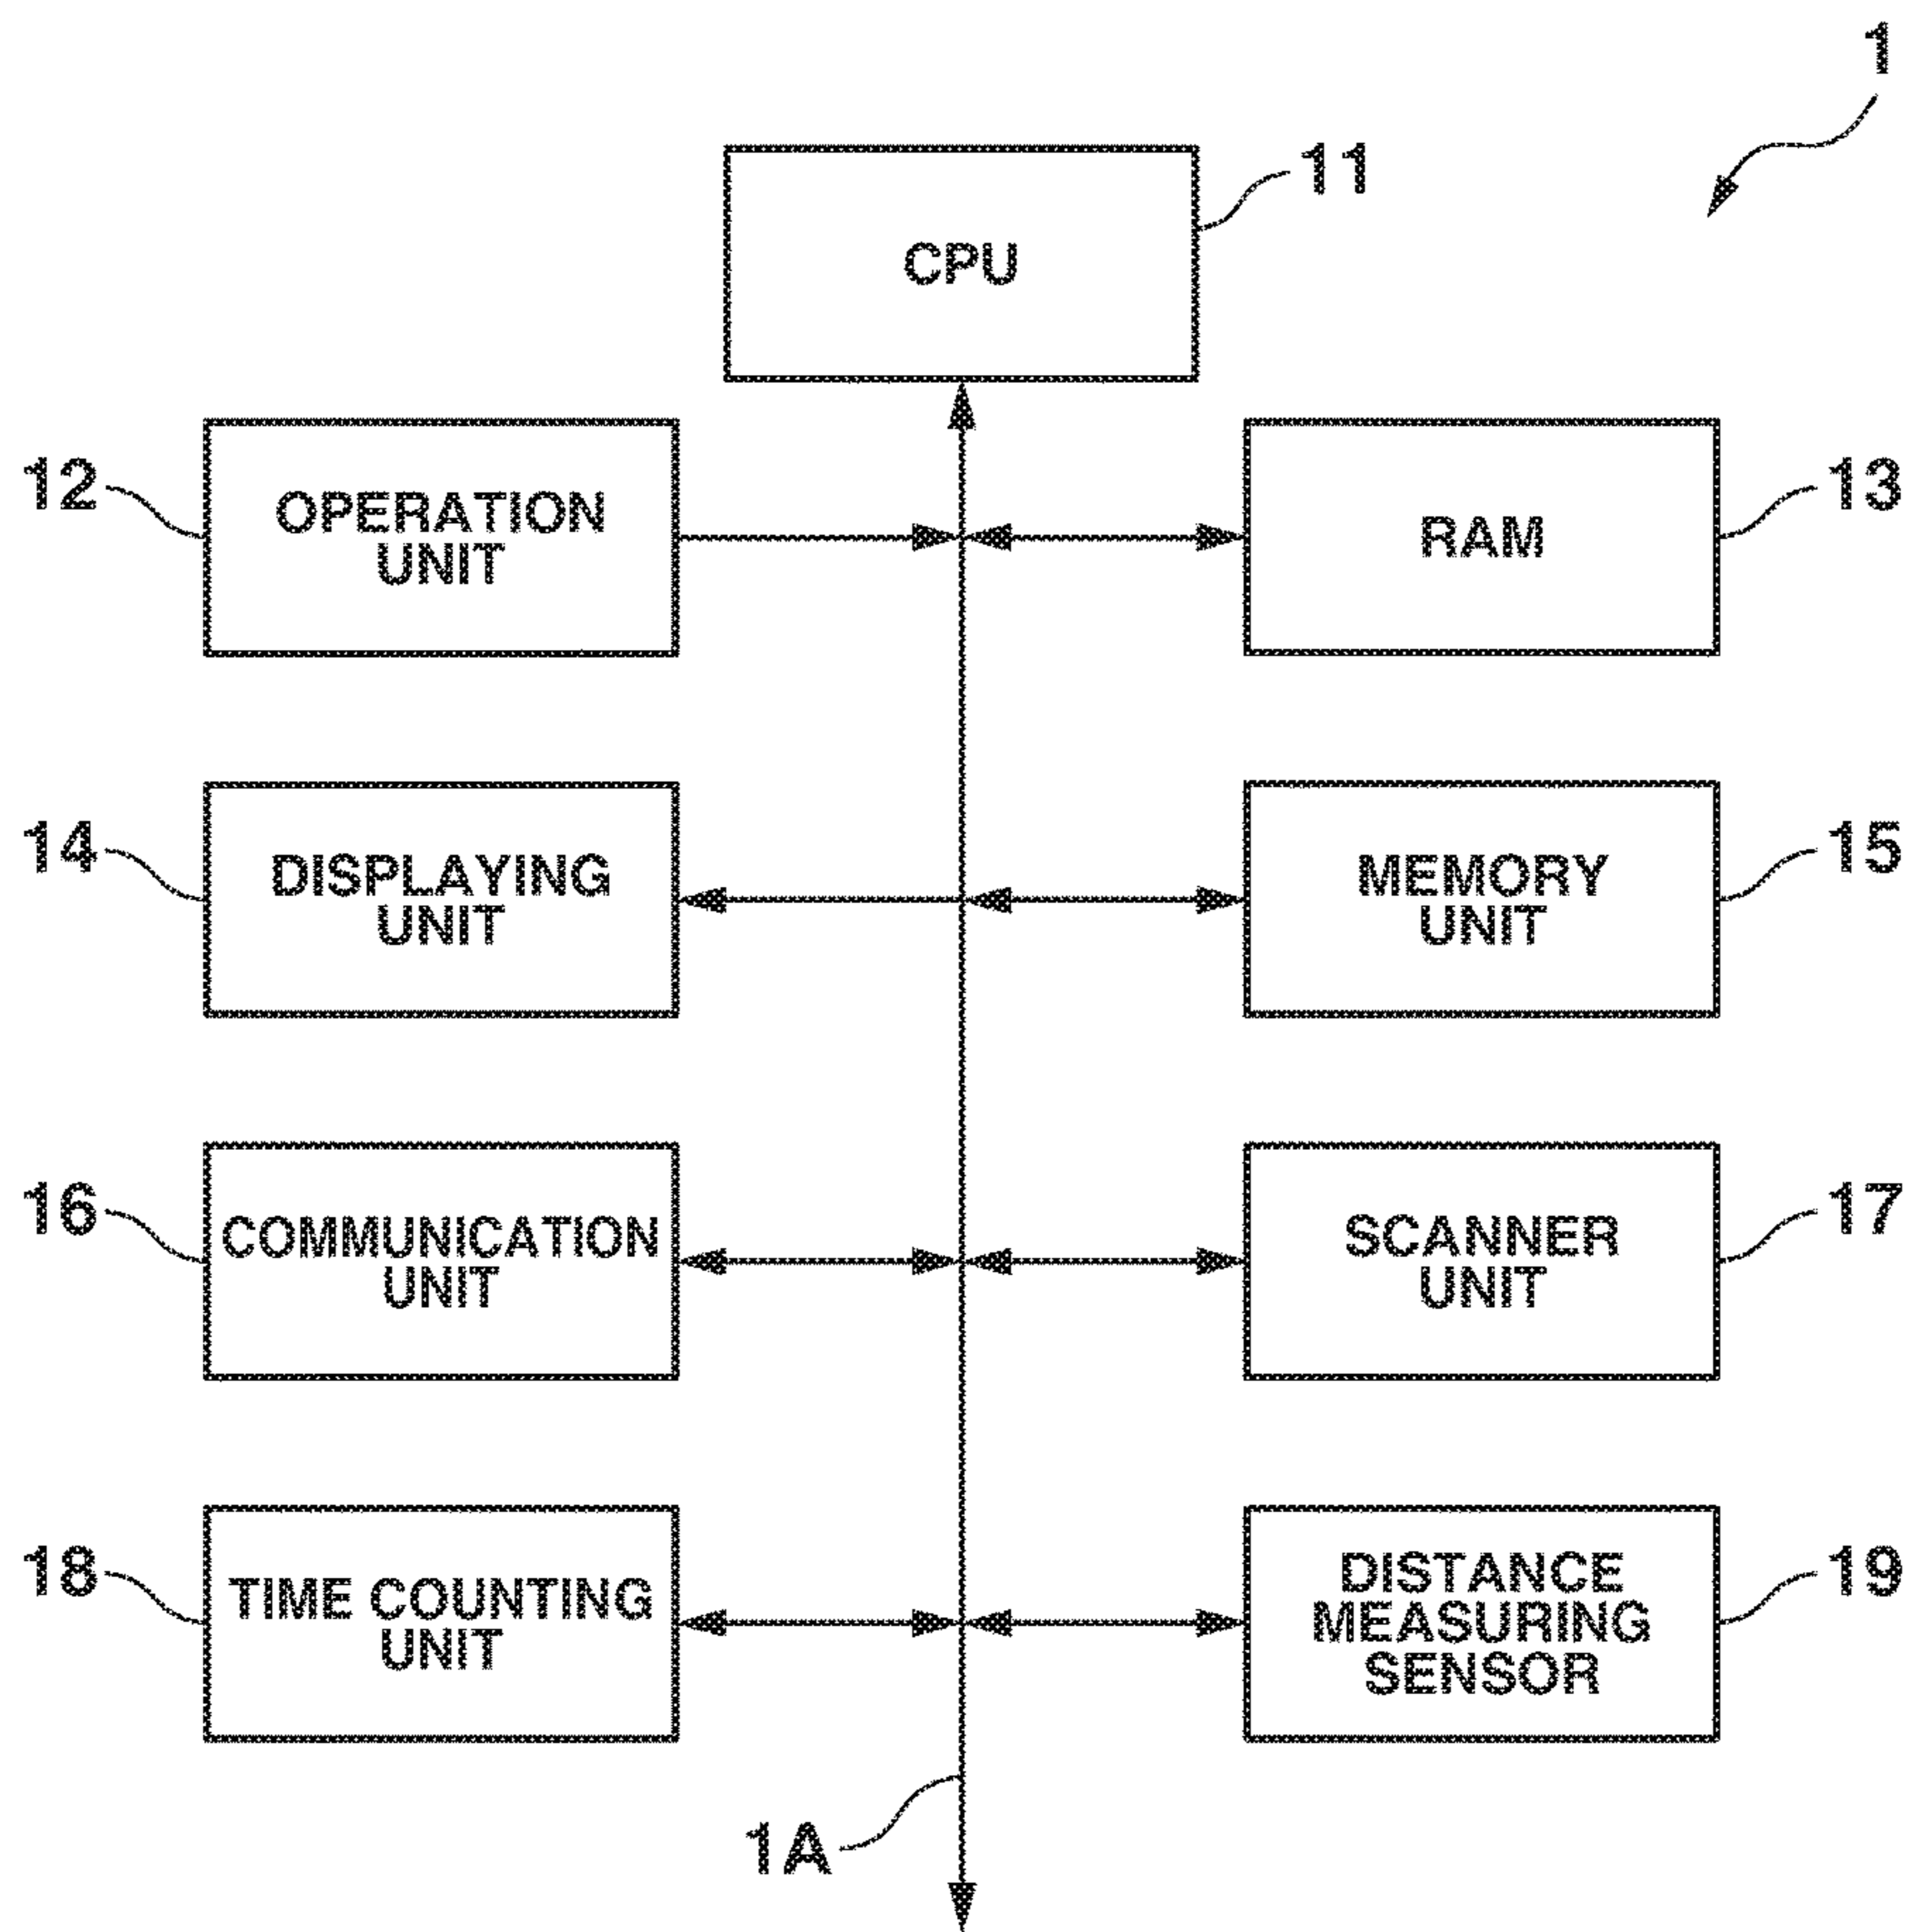 1
11
CPU
12
OPERATION
UNIT
13
RAM
14
DISPLAYING
UNIT
15
MEMORY
UNIT
16
COMMUNICATION
UNIT
17
SCANNER
UNIT
18
TIME COUNTING
UNIT
19
DISTANCE
MEASURING
SENSOR
1A